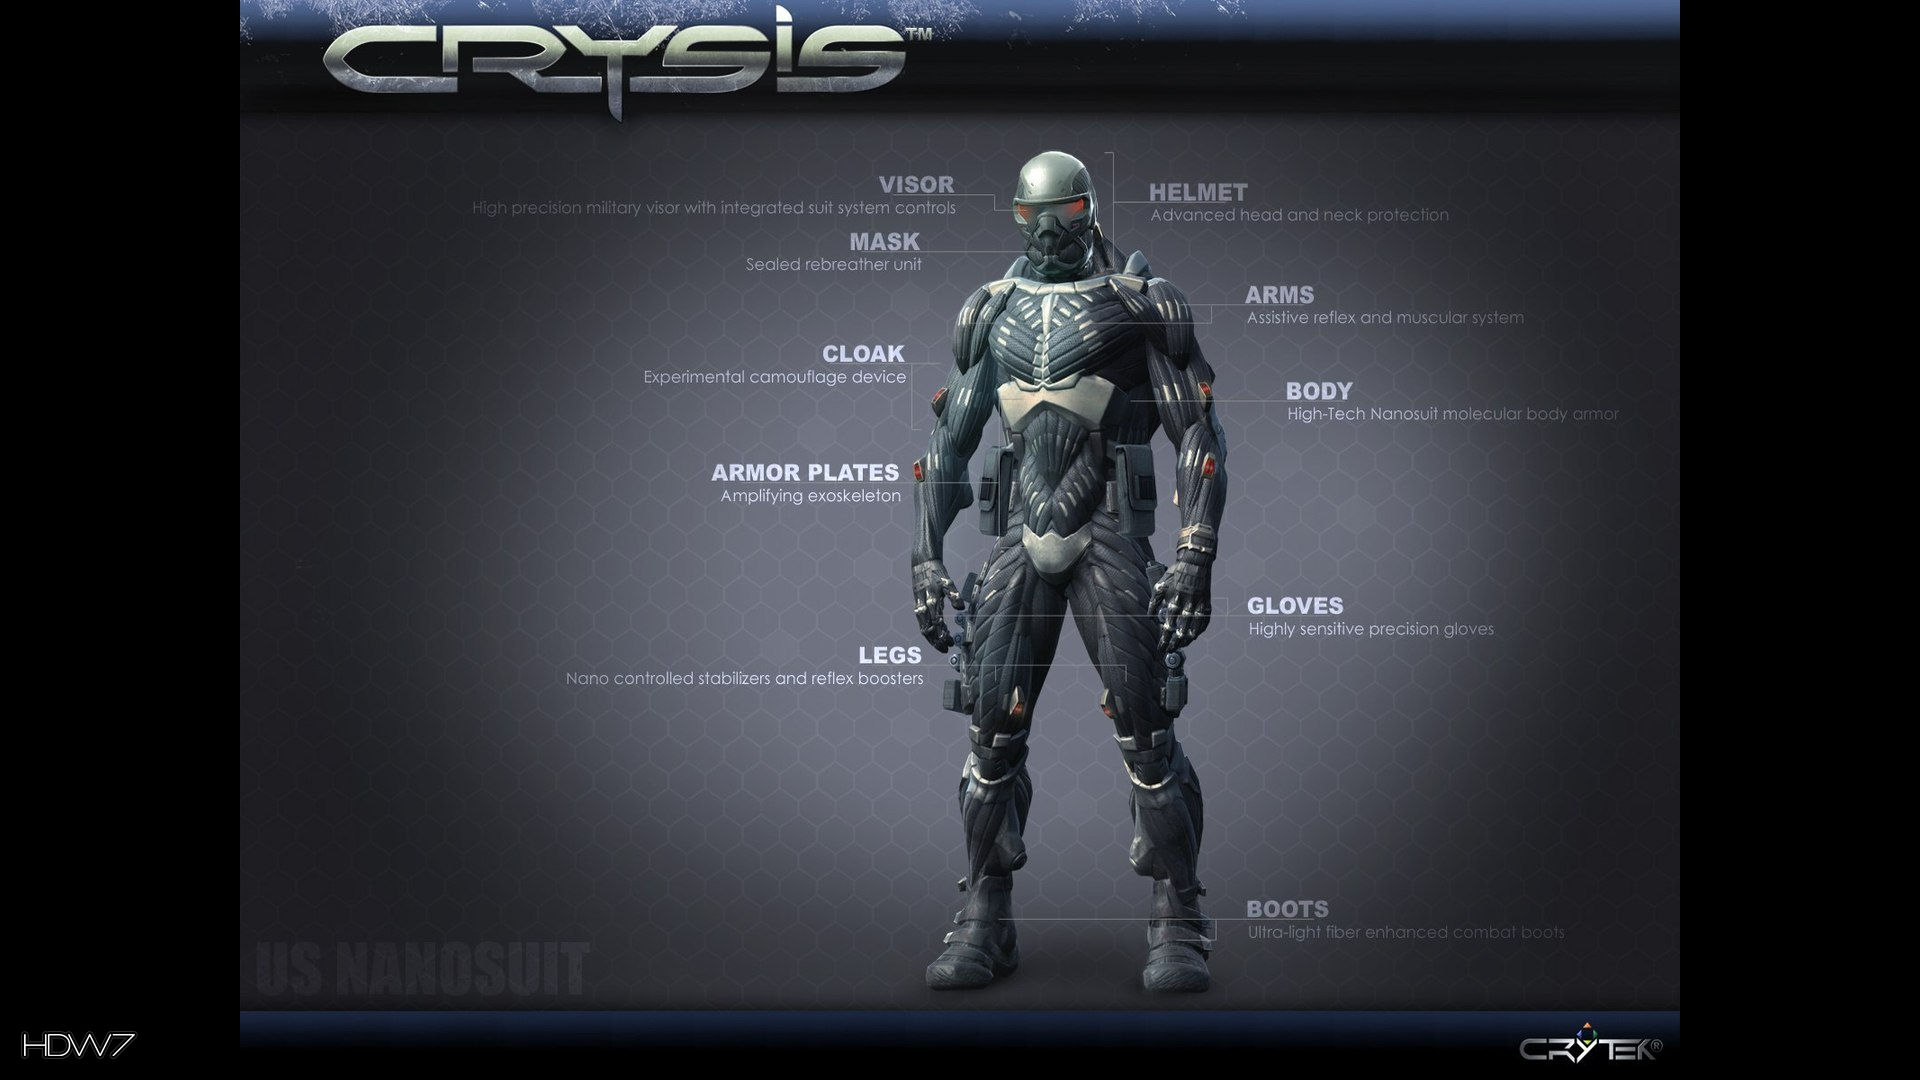 CRYSIS™
VISOR
High precision military visor with integrated suit system controls
HELMET
Advanced head and neck protection
MASK
Sealed rebreather unit
ARMS
Assistive reflex and muscular system
CLOAK
Experimental camouflage device
BODY
High-Tech Nanosuit molecular body armor
ARMOR PLATES
Amplifying exoskeleton
GLOVES
Highly sensitive precision gloves
LEGS
Nano controlled stabilizers and reflex boosters
BOOTS
Ultra-light fiber enhanced combat boots
US NANOSUIT
HDW7
CRYTEK®